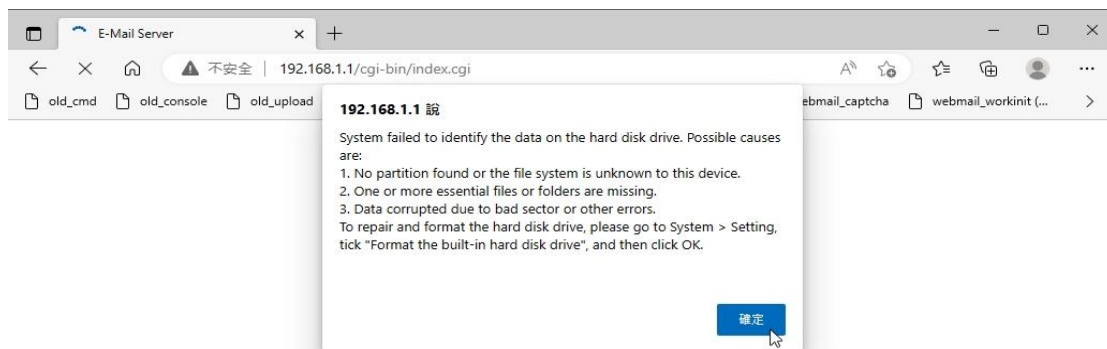 E-Mail Server
不安全 | 192.168.1.1/cgi-bin/index.cgi
old_cmd old_console old_upload ebmail_captcha webmail_workinit (...
192.168.1.1 說
System failed to identify the data on the hard disk drive. Possible causes
are:
1. No partition found or the file system is unknown to this device.
2. One or more essential files or folders are missing.
3. Data corrupted due to bad sector or other errors.
To repair and format the hard disk drive, please go to System > Setting,
tick "Format the built-in hard disk drive", and then click OK.
確定